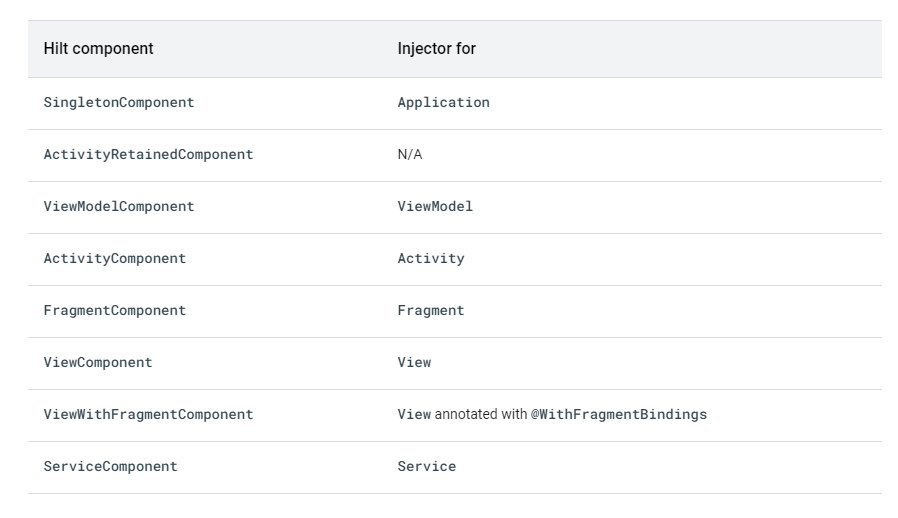 Hilt component Injector for
SingletonComponent Application
ActivityRetainedComponent N/A
ViewModelComponent ViewModel
ActivityComponent Activity
FragmentComponent Fragment
ViewComponent View
ViewWithFragmentComponent View annotated with @WithFragmentBindings
ServiceComponent Service